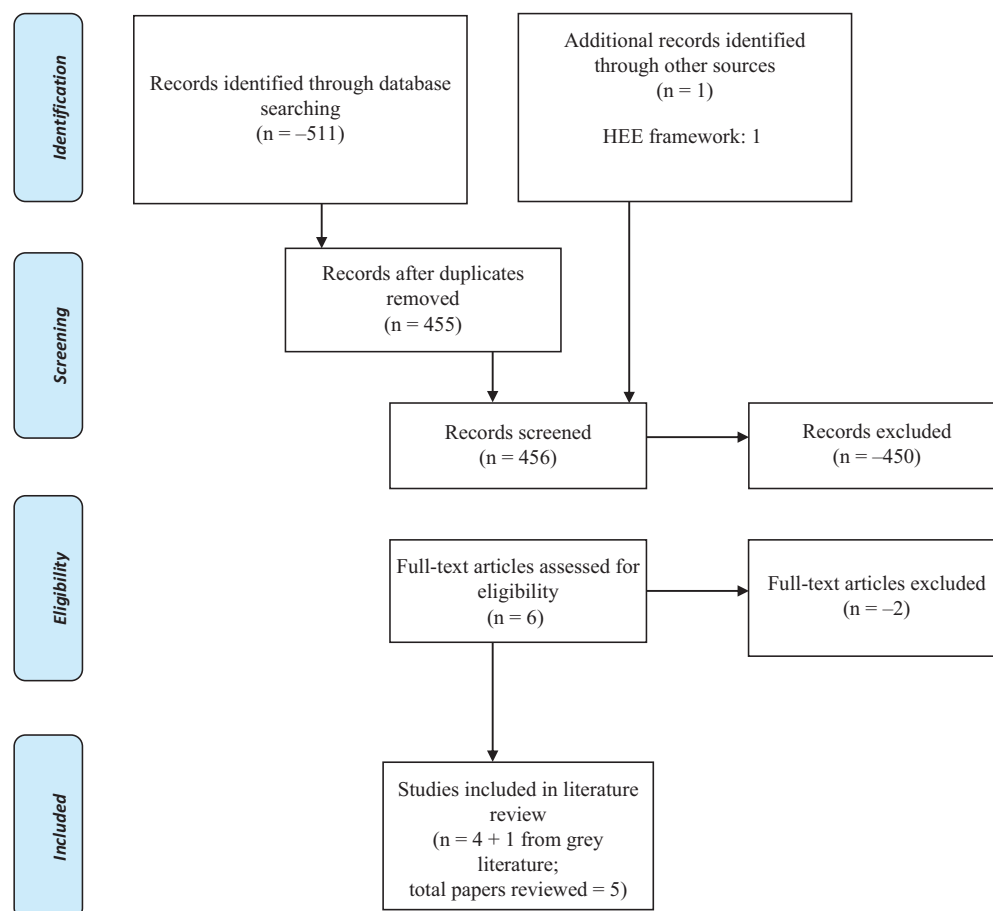 Identification
Records identified through database
searching
(n = –511)
Additional records identified
through other sources
(n = 1)
HEE framework: 1
Screening
Records after duplicates
removed
(n = 455)
Records screened
(n = 456)
Records excluded
(n = –450)
Eligibility
Full-text articles assessed for
eligibility
(n = 6)
Full-text articles excluded
(n = –2)
Included
Studies included in literature
review
(n = 4 + 1 from grey
literature;
total papers reviewed = 5)